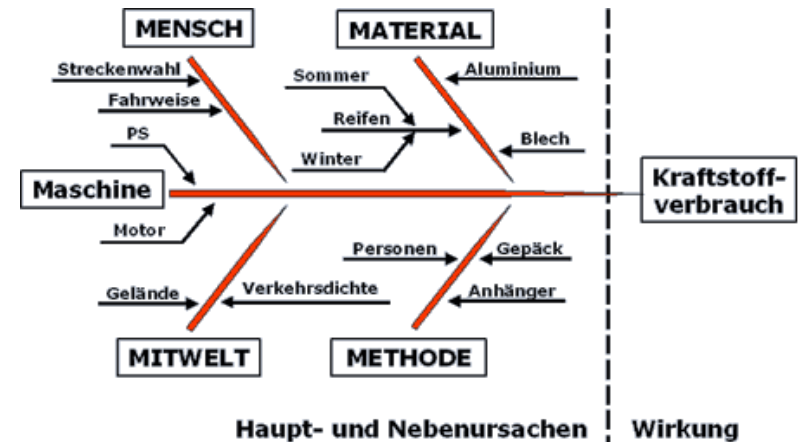 MENSCH
MATERIAL
Streckenwahl
Fahrweise
Sommer
Aluminium
Reifen
PS
Winter
Blech
Maschine
Kraftstoff-
verbrauch
Motor
Personen
Gepäck
Gelände
Verkehrsdichte
Anhänger
MITWELT
METHODE
Haupt- und Nebenursachen
Wirkung